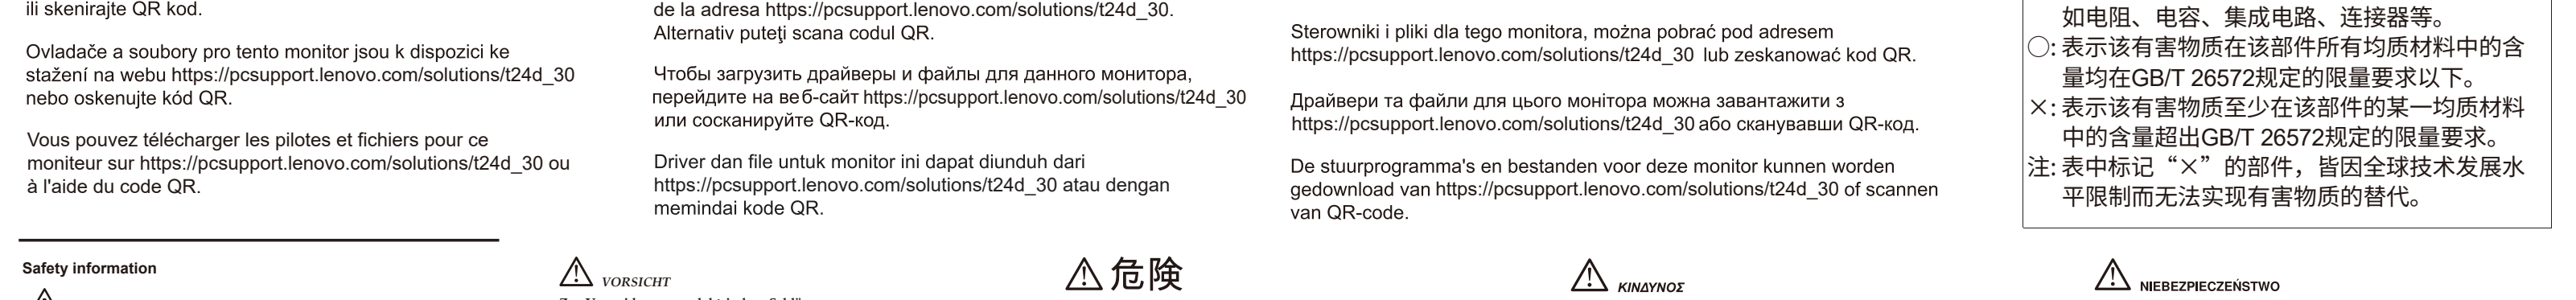 ili skenirajte QR kod.
Ovladače a soubory pro tento monitor jsou k dispozici ke
stažení na webu https://pcsupport.lenovo.com/solutions/t24d_30
nebo oskenujte kód QR.
Vous pouvez télécharger les pilotes et fichiers pour ce
moniteur sur https://pcsupport.lenovo.com/solutions/t24d_30 ou
à l'aide du code QR.
de la adresa https://pcsupport.lenovo.com/solutions/t24d_30.
Alternativ puteţi scana codul QR.
Чтобы загрузить драйверы и файлы для данного монитора,
перейдите на веб-сайт https://pcsupport.lenovo.com/solutions/t24d_30
или сосканируйте QR-код.
Driver dan file untuk monitor ini dapat diunduh dari
https://pcsupport.lenovo.com/solutions/t24d_30 atau dengan
memindai kode QR.
Sterowniki i pliki dla tego monitora, można pobrać pod adresem
https://pcsupport.lenovo.com/solutions/t24d_30 lub zeskanować kod QR.
Драйвери та файли для цього монітора можна завантажити з
https://pcsupport.lenovo.com/solutions/t24d_30 або сканувавши QR-код.
De stuurprogramma's en bestanden voor deze monitor kunnen worden
gedownload van https://pcsupport.lenovo.com/solutions/t24d_30 of scannen
van QR-code.
如电阻、电容、集成电路、连接器等。
○: 表示该有害物质在该部件所有均质材料中的含
量均在GB/T 26572规定的限量要求以下。
×: 表示该有害物质至少在该部件的某一均质材料
中的含量超出GB/T 26572规定的限量要求。
注: 表中标记“×”的部件，皆因全球技术发展水
平限制而无法实现有害物质的替代。
Safety information
VORSICHT
危険
ΚΙΝΔΥΝΟΣ
NIEBEZPIECZEŃSTWO